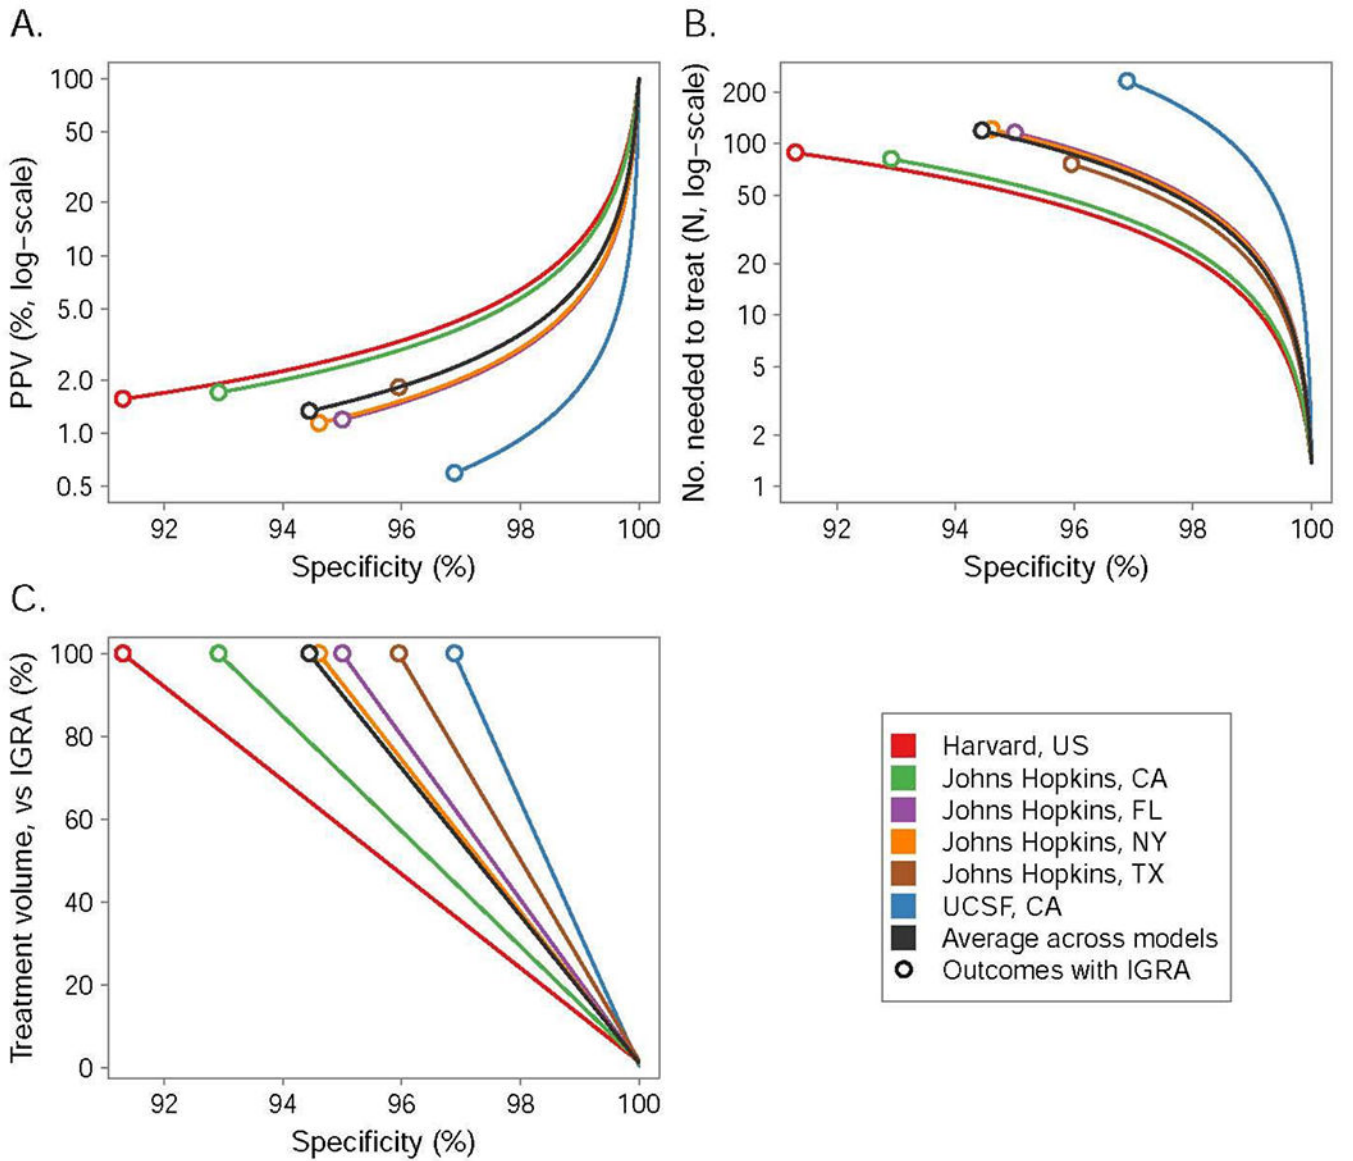 A.
PPV (%, log-scale)
100
50
20
10
5.0
2.0
1.0
0.5
92 94 96 98 100
Specificity (%)
B.
No. needed to treat (N, log-scale)
200
100
50
20
10
5
2
1
92 94 96 98 100
Specificity (%)
C.
Treatment volume, vs IGRA (%)
100
80
60
40
20
0
92 94 96 98 100
Specificity (%)
Harvard, US
Johns Hopkins, CA
Johns Hopkins, FL
Johns Hopkins, NY
Johns Hopkins, TX
UCSF, CA
Average across models
Outcomes with IGRA